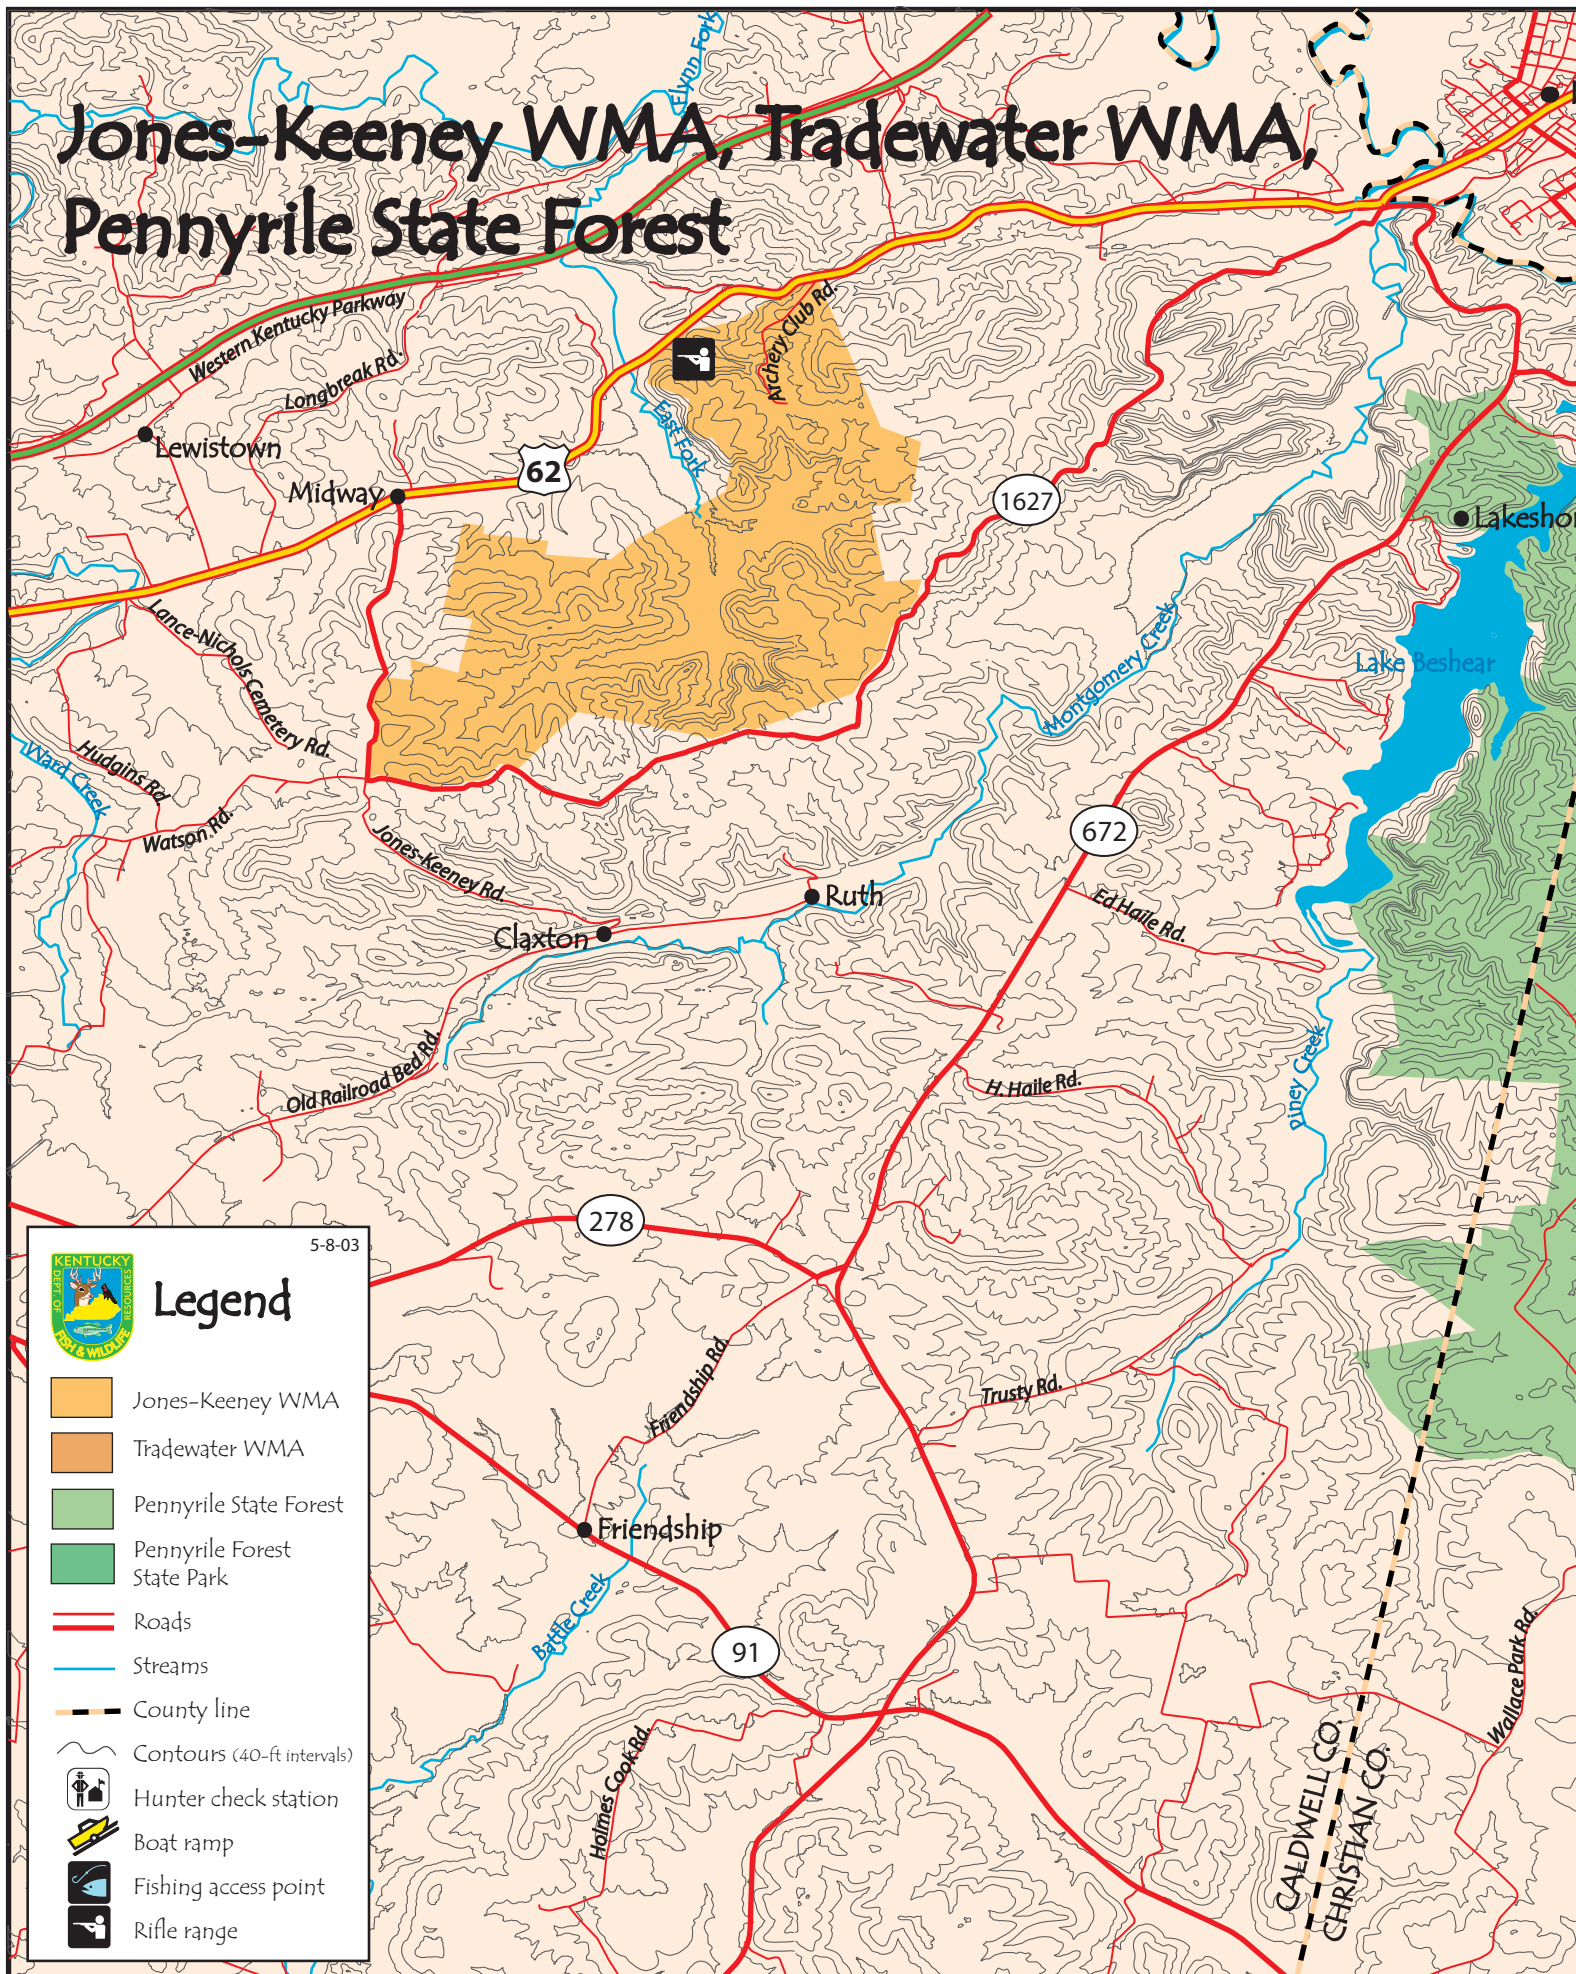 Jones-Keeney WMA, Tradewater WMA,
Pennyrile State Forest
Flynn Fork
Western Kentucky Parkway
Longbreak Rd.
Archery Club Rd.
Lewistown
Midway
62
East Fork
1627
Lakeshor
Lance-Nichols Cemetery Rd.
Montgomery Creek
Lake Beshear
Ward Creek
Hudgins Rd.
Watson Rd.
Jones-Keeney Rd.
672
Ruth
Ed Haile Rd.
Claxton
Old Railroad Bed Rd.
H. Haile Rd.
Piney Creek
278
Friendship Rd.
Trusty Rd.
Friendship
Battle Creek
91
Holmes Cook Rd.
Wallace Park Rd.
CALDWELL CO.
CHRISTIAN CO.
5-8-03
KENTUCKY
DEPT. OF
RESOURCES
FISH & WILDLIFE
Legend
Jones-Keeney WMA
Tradewater WMA
Pennyrile State Forest
Pennyrile Forest
State Park
Roads
Streams
County line
Contours (40-ft intervals)
Hunter check station
Boat ramp
Fishing access point
Rifle range